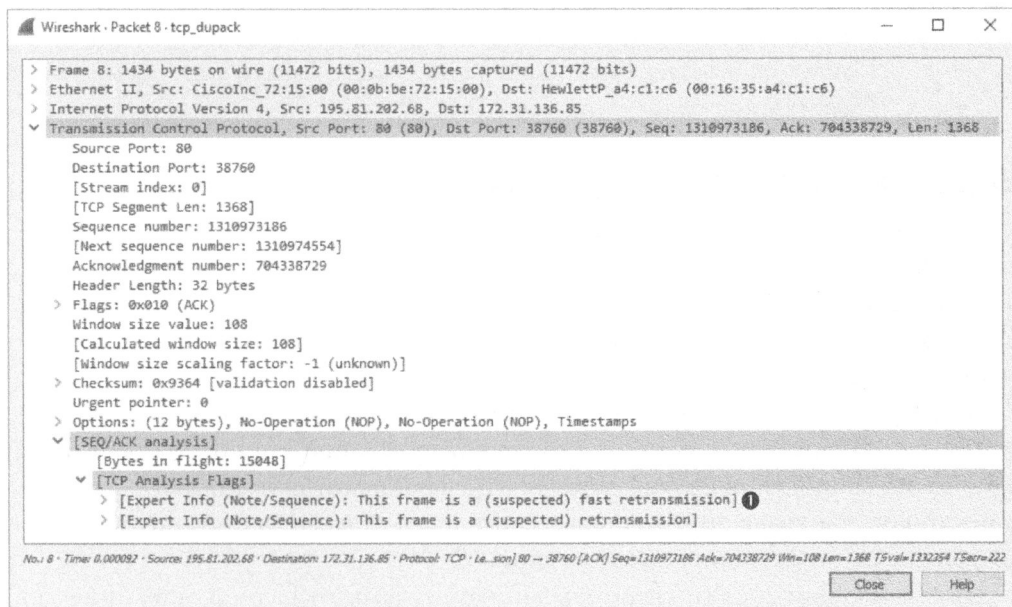 Wireshark · Packet 8 · tcp_dupack
> Frame 8: 1434 bytes on wire (11472 bits), 1434 bytes captured (11472 bits)
> Ethernet II, Src: CiscoInc_72:15:00 (00:0b:be:72:15:00), Dst: HewlettP_a4:c1:c6 (00:16:35:a4:c1:c6)
> Internet Protocol Version 4, Src: 195.81.202.68, Dst: 172.31.136.85
Transmission Control Protocol, Src Port: 80 (80), Dst Port: 38760 (38760), Seq: 1310973186, Ack: 704338729, Len: 1368
Source Port: 80
Destination Port: 38760
[Stream index: 0]
[TCP Segment Len: 1368]
Sequence number: 1310973186
[Next sequence number: 1310974554]
Acknowledgment number: 704338729
Header Length: 32 bytes
> Flags: 0x010 (ACK)
Window size value: 108
[Calculated window size: 108]
[Window size scaling factor: -1 (unknown)]
> Checksum: 0x9364 [validation disabled]
Urgent pointer: 0
> Options: (12 bytes), No-Operation (NOP), No-Operation (NOP), Timestamps
[SEQ/ACK analysis]
[Bytes in flight: 15048]
[TCP Analysis Flags]
> [Expert Info (Note/Sequence): This frame is a (suspected) fast retransmission] ❶
> [Expert Info (Note/Sequence): This frame is a (suspected) retransmission]
No.: 8 · Time: 0.000092 · Source: 195.81.202.68 · Destination: 172.31.136.85 · Protocol: TCP · Le...sion] 80 → 38760 [ACK] Seq=1310973186 Ack=704338729 Win=108 Len=1368 TSval=1332354 TSecr=222
Close Help